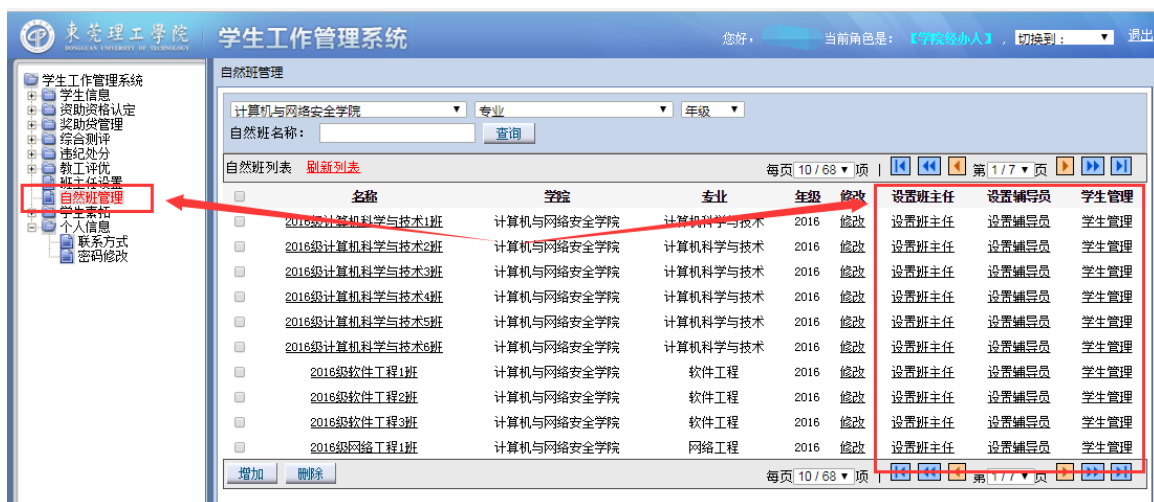 東莞理工學院
DONGGUAN UNIVERSITY OF TECHNOLOGY
学生工作管理系统
您好， 当前角色是： 【学院经办人】 ， 切换到： 退出
学生工作管理系统
学生信息
资助资格认定
奖助贷管理
综合测评
违纪处分
教工评优
班主任设置
自然班管理
学生素拓
个人信息
联系方式
密码修改
自然班管理
计算机与网络安全学院 专业 年级
自然班名称： 查询
自然班列表 刷新列表 每页 10 / 68 项 | 第 1 / 7 页
名称 学院 专业 年级 修改 设置班主任 设置辅导员 学生管理
2016级计算机科学与技术1班 计算机与网络安全学院 计算机科学与技术 2016 修改 设置班主任 设置辅导员 学生管理
2016级计算机科学与技术2班 计算机与网络安全学院 计算机科学与技术 2016 修改 设置班主任 设置辅导员 学生管理
2016级计算机科学与技术3班 计算机与网络安全学院 计算机科学与技术 2016 修改 设置班主任 设置辅导员 学生管理
2016级计算机科学与技术4班 计算机与网络安全学院 计算机科学与技术 2016 修改 设置班主任 设置辅导员 学生管理
2016级计算机科学与技术5班 计算机与网络安全学院 计算机科学与技术 2016 修改 设置班主任 设置辅导员 学生管理
2016级计算机科学与技术6班 计算机与网络安全学院 计算机科学与技术 2016 修改 设置班主任 设置辅导员 学生管理
2016级软件工程1班 计算机与网络安全学院 软件工程 2016 修改 设置班主任 设置辅导员 学生管理
2016级软件工程2班 计算机与网络安全学院 软件工程 2016 修改 设置班主任 设置辅导员 学生管理
2016级软件工程3班 计算机与网络安全学院 软件工程 2016 修改 设置班主任 设置辅导员 学生管理
2016级网络工程1班 计算机与网络安全学院 网络工程 2016 修改 设置班主任 设置辅导员 学生管理
增加 删除 每页 10 / 68 项 | 第 1 / 7 页